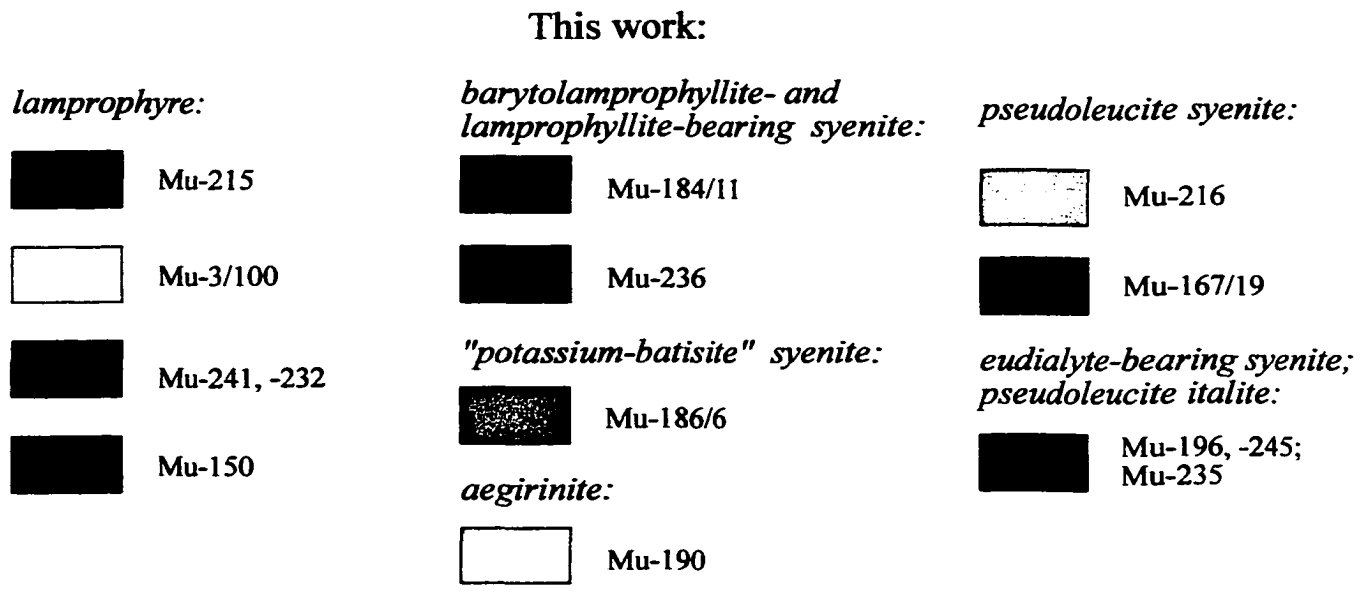 This work:
lamprophyre:
Mu-215
Mu-3/100
Mu-241, -232
Mu-150
barytolamprophyllite- and
lamprophyllite-bearing syenite:
Mu-184/11
Mu-236
"potassium-batisite" syenite:
Mu-186/6
aegirinite:
Mu-190
pseudoleucite syenite:
Mu-216
Mu-167/19
eudialyte-bearing syenite;
pseudoleucite italite:
Mu-196, -245;
Mu-235